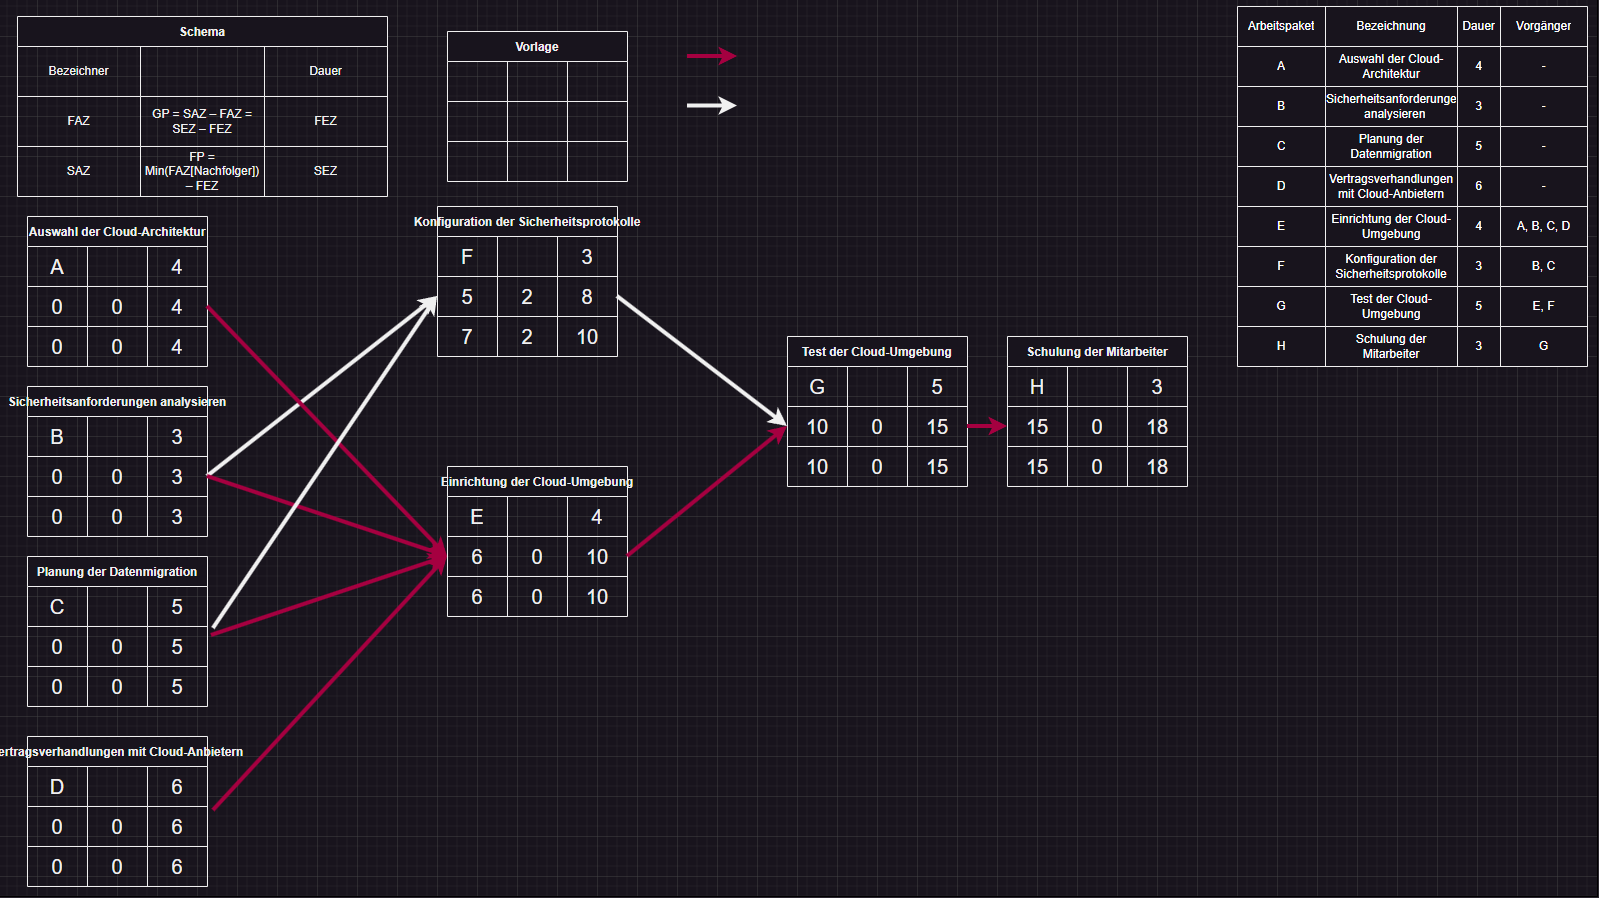 Schema
Bezeichner Dauer
FAZ GP = SAZ – FAZ = SEZ – FEZ FEZ
SAZ FP = Min(FAZ[Nachfolger]) – FEZ SEZ
Vorlage
Auswahl der Cloud-Architektur
A 4
0 0 4
0 0 4
Sicherheitsanforderungen analysieren
B 3
0 0 3
0 0 3
Planung der Datenmigration
C 5
0 0 5
0 0 5
ertragsverhandlungen mit Cloud-Anbietern
D 6
0 0 6
0 0 6
Konfiguration der Sicherheitsprotokolle
F 3
5 2 8
7 2 10
Einrichtung der Cloud-Umgebung
E 4
6 0 10
6 0 10
Test der Cloud-Umgebung
G 5
10 0 15
10 0 15
Schulung der Mitarbeiter
H 3
15 0 18
15 0 18
Arbeitspaket Bezeichnung Dauer Vorgänger
A Auswahl der Cloud-Architektur 4 -
B Sicherheitsanforderunge analysieren 3 -
C Planung der Datenmigration 5 -
D Vertragsverhandlungen mit Cloud-Anbietern 6 -
E Einrichtung der Cloud-Umgebung 4 A, B, C, D
F Konfiguration der Sicherheitsprotokolle 3 B, C
G Test der Cloud-Umgebung 5 E, F
H Schulung der Mitarbeiter 3 G